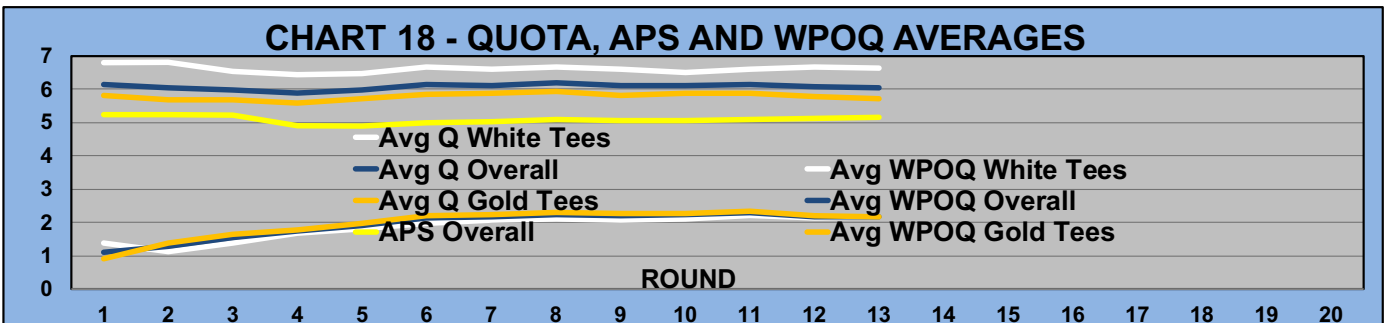 CHART 18 - QUOTA, APS AND WPOQ AVERAGES
7
6
5
4
3
2
1
0
Avg Q White Tees
Avg Q Overall
Avg Q Gold Tees
APS Overall
Avg WPOQ White Tees
Avg WPOQ Overall
Avg WPOQ Gold Tees
ROUND
1 2 3 4 5 6 7 8 9 10 11 12 13 14 15 16 17 18 19 20